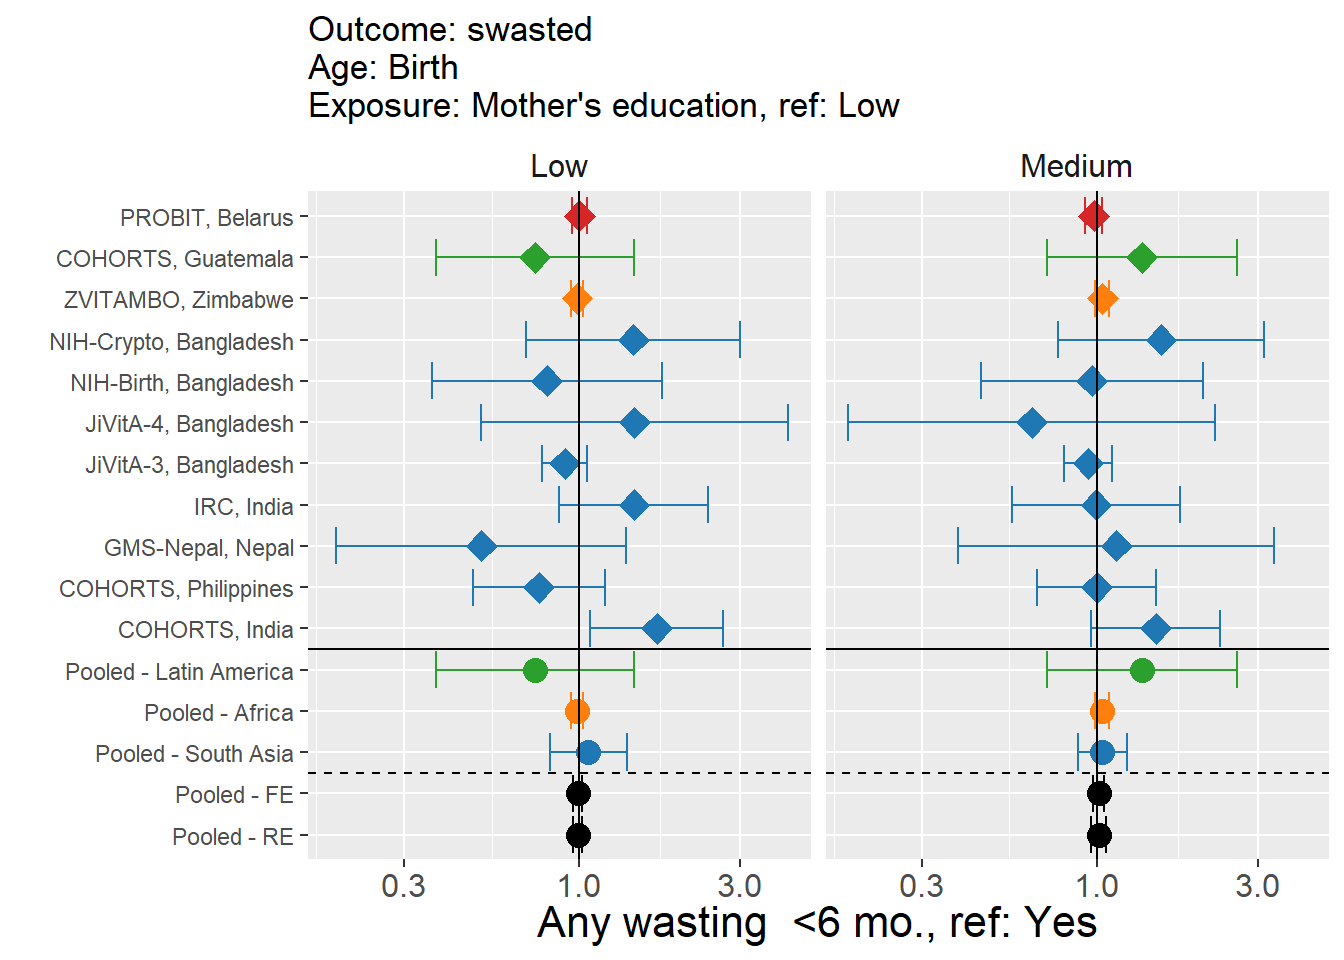 Outcome: swasted
Age: Birth
Exposure: Mother's education, ref: Low
Low
Medium
PROBIT, Belarus
COHORTS, Guatemala
ZVITAMBO, Zimbabwe
NIH-Crypto, Bangladesh
NIH-Birth, Bangladesh
JiVitA-4, Bangladesh
JiVitA-3, Bangladesh
IRC, India
GMS-Nepal, Nepal
COHORTS, Philippines
COHORTS, India
Pooled - Latin America
Pooled - Africa
Pooled - South Asia
Pooled - FE
Pooled - RE
0.3 1.0 3.0 0.3 1.0 3.0
Any wasting  <6 mo., ref: Yes